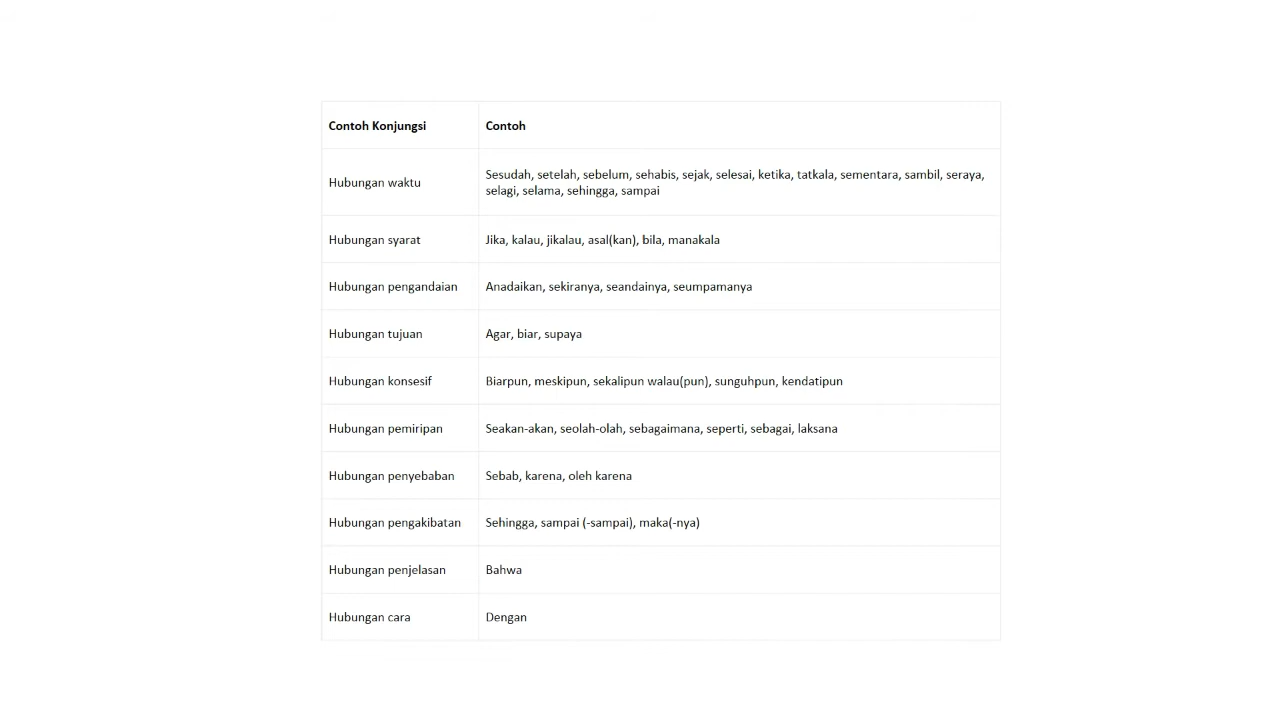 Contoh Konjungsi Contoh
Hubungan waktu Sesudah, setelah, sebelum, sehabis, sejak, selesai, ketika, tatkala, sementara, sambil, seraya,
selagi, selama, sehingga, sampai
Hubungan syarat Jika, kalau, jikalau, asal(kan), bila, manakala
Hubungan pengandaian Anadaikan, sekiranya, seandainya, seumpamanya
Hubungan tujuan Agar, biar, supaya
Hubungan konsesif Biarpun, meskipun, sekalipun walau(pun), sunguhpun, kendatipun
Hubungan pemiripan Seakan-akan, seolah-olah, sebagaimana, seperti, sebagai, laksana
Hubungan penyebaban Sebab, karena, oleh karena
Hubungan pengakibatan Sehingga, sampai (-sampai), maka(-nya)
Hubungan penjelasan Bahwa
Hubungan cara Dengan